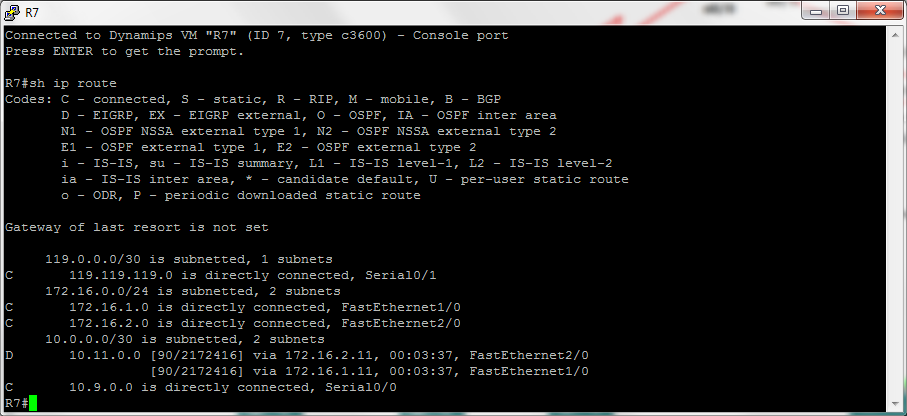 R7
Connected to Dynamips VM "R7" (ID 7, type c3600) - Console port
Press ENTER to get the prompt.
R7#sh ip route
Codes: C - connected, S - static, R - RIP, M - mobile, B - BGP
       D - EIGRP, EX - EIGRP external, O - OSPF, IA - OSPF inter area
       N1 - OSPF NSSA external type 1, N2 - OSPF NSSA external type 2
       E1 - OSPF external type 1, E2 - OSPF external type 2
       i - IS-IS, su - IS-IS summary, L1 - IS-IS level-1, L2 - IS-IS level-2
       ia - IS-IS inter area, * - candidate default, U - per-user static route
       o - ODR, P - periodic downloaded static route
Gateway of last resort is not set
     119.0.0.0/30 is subnetted, 1 subnets
C       119.119.119.0 is directly connected, Serial0/1
     172.16.0.0/24 is subnetted, 2 subnets
C       172.16.1.0 is directly connected, FastEthernet1/0
C       172.16.2.0 is directly connected, FastEthernet2/0
     10.0.0.0/30 is subnetted, 2 subnets
D       10.11.0.0 [90/2172416] via 172.16.2.11, 00:03:37, FastEthernet2/0
                  [90/2172416] via 172.16.1.11, 00:03:37, FastEthernet1/0
C       10.9.0.0 is directly connected, Serial0/0
R7#